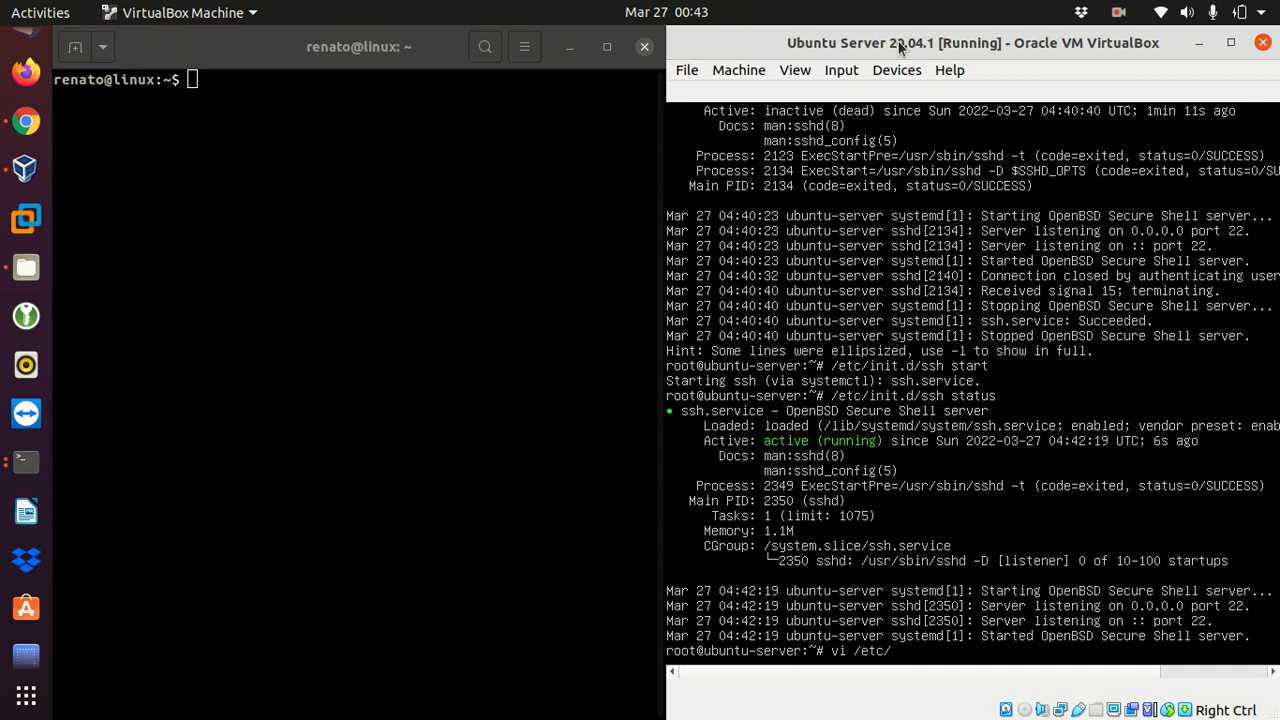 Activities
VirtualBox Machine
Mar 27 00:43
renato@linux: ~
renato@linux:~$
Ubuntu Server 20.04.1 [Running] - Oracle VM VirtualBox
File Machine View Input Devices Help
Active: inactive (dead) since Sun 2022-03-27 04:40:40 UTC; 1min 11s ago
Docs: man:sshd(8)
man:sshd_config(5)
Process: 2123 ExecStartPre=/usr/sbin/sshd -t (code=exited, status=0/SUCCESS)
Process: 2134 ExecStart=/usr/sbin/sshd -D $SSHD_OPTS (code=exited, status=0/SU
Main PID: 2134 (code=exited, status=0/SUCCESS)
Mar 27 04:40:23 ubuntu-server systemd[1]: Starting OpenBSD Secure Shell server...
Mar 27 04:40:23 ubuntu-server sshd[2134]: Server listening on 0.0.0.0 port 22.
Mar 27 04:40:23 ubuntu-server sshd[2134]: Server listening on :: port 22.
Mar 27 04:40:23 ubuntu-server systemd[1]: Started OpenBSD Secure Shell server.
Mar 27 04:40:32 ubuntu-server sshd[2140]: Connection closed by authenticating user
Mar 27 04:40:40 ubuntu-server sshd[2134]: Received signal 15; terminating.
Mar 27 04:40:40 ubuntu-server systemd[1]: Stopping OpenBSD Secure Shell server...
Mar 27 04:40:40 ubuntu-server systemd[1]: ssh.service: Succeeded.
Mar 27 04:40:40 ubuntu-server systemd[1]: Stopped OpenBSD Secure Shell server.
Hint: Some lines were ellipsized, use -l to show in full.
root@ubuntu-server:~# /etc/init.d/ssh start
Starting ssh (via systemctl): ssh.service.
root@ubuntu-server:~# /etc/init.d/ssh status
● ssh.service - OpenBSD Secure Shell server
Loaded: loaded (/lib/systemd/system/ssh.service; enabled; vendor preset: enab
Active: active (running) since Sun 2022-03-27 04:42:19 UTC; 6s ago
Docs: man:sshd(8)
man:sshd_config(5)
Process: 2349 ExecStartPre=/usr/sbin/sshd -t (code=exited, status=0/SUCCESS)
Main PID: 2350 (sshd)
Tasks: 1 (limit: 1075)
Memory: 1.1M
CGroup: /system.slice/ssh.service
└─2350 sshd: /usr/sbin/sshd -D [listener] 0 of 10-100 startups
Mar 27 04:42:19 ubuntu-server systemd[1]: Starting OpenBSD Secure Shell server...
Mar 27 04:42:19 ubuntu-server sshd[2350]: Server listening on 0.0.0.0 port 22.
Mar 27 04:42:19 ubuntu-server sshd[2350]: Server listening on :: port 22.
Mar 27 04:42:19 ubuntu-server systemd[1]: Started OpenBSD Secure Shell server.
root@ubuntu-server:~# vi /etc/
Right Ctrl